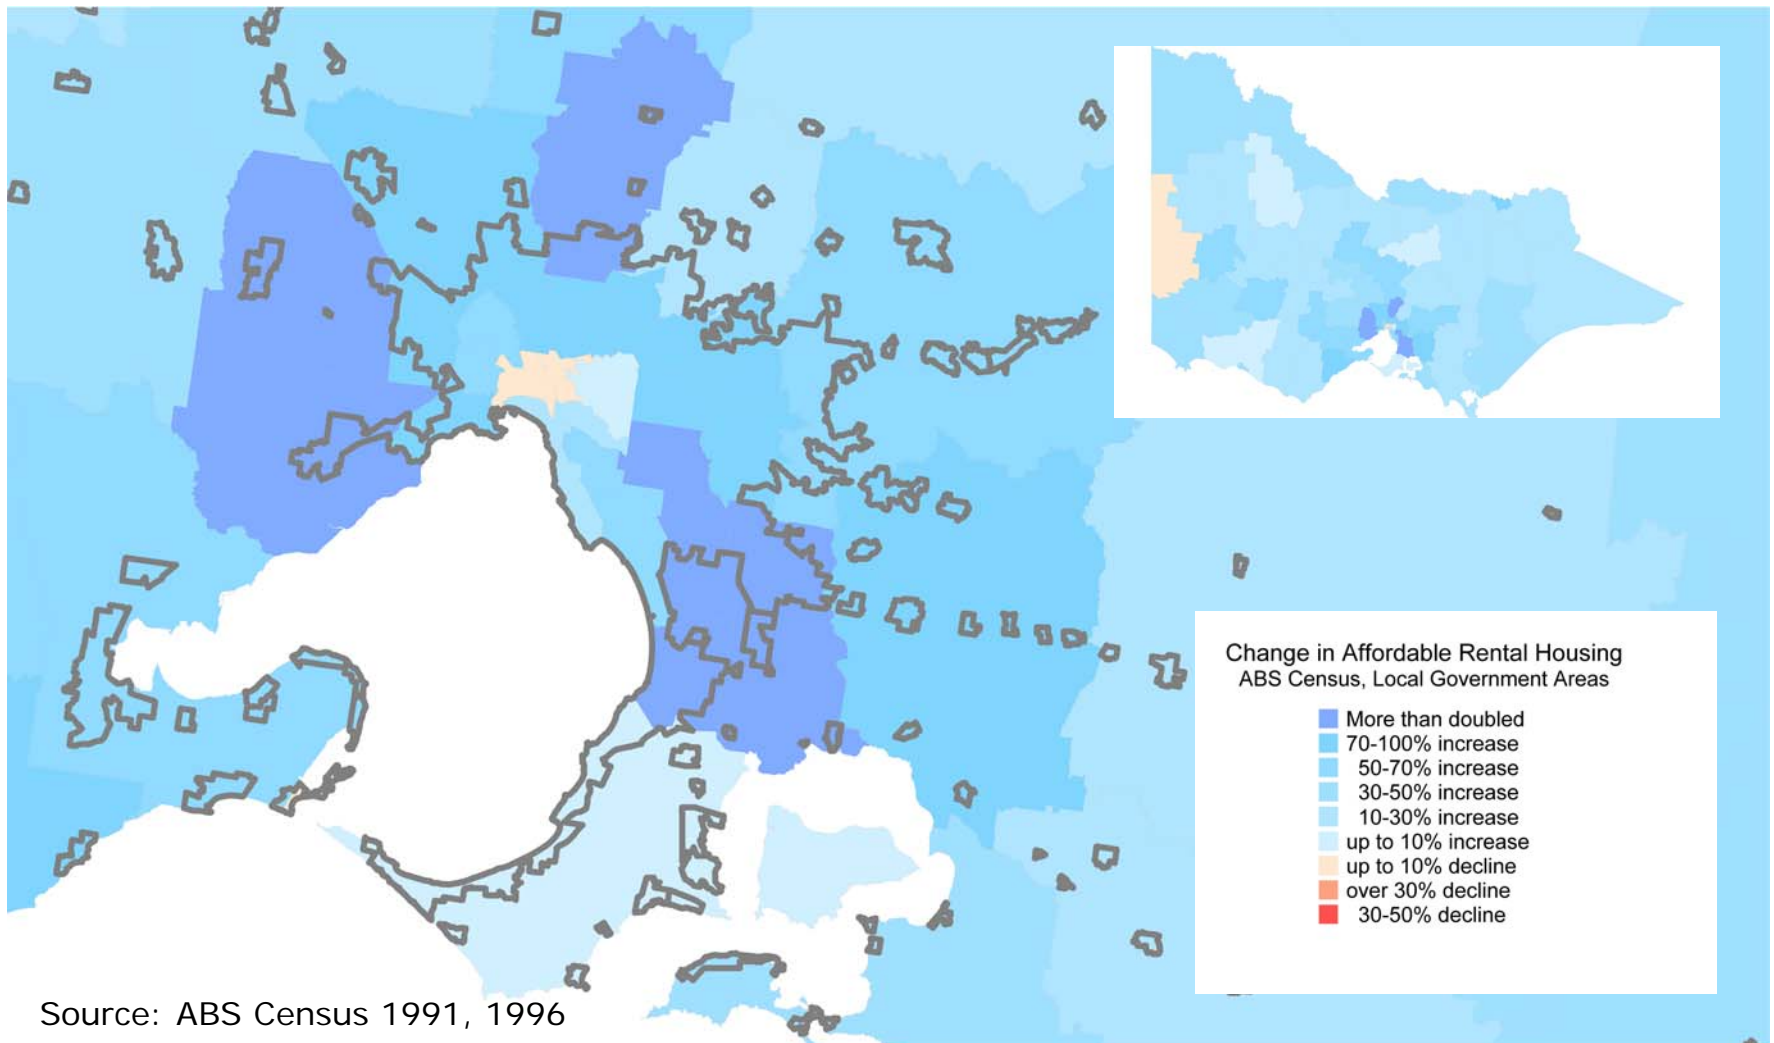 Change in Affordable Rental Housing
ABS Census, Local Government Areas
More than doubled
70-100% increase
50-70% increase
30-50% increase
10-30% increase
up to 10% increase
up to 10% decline
over 30% decline
30-50% decline
Source: ABS Census 1991, 1996